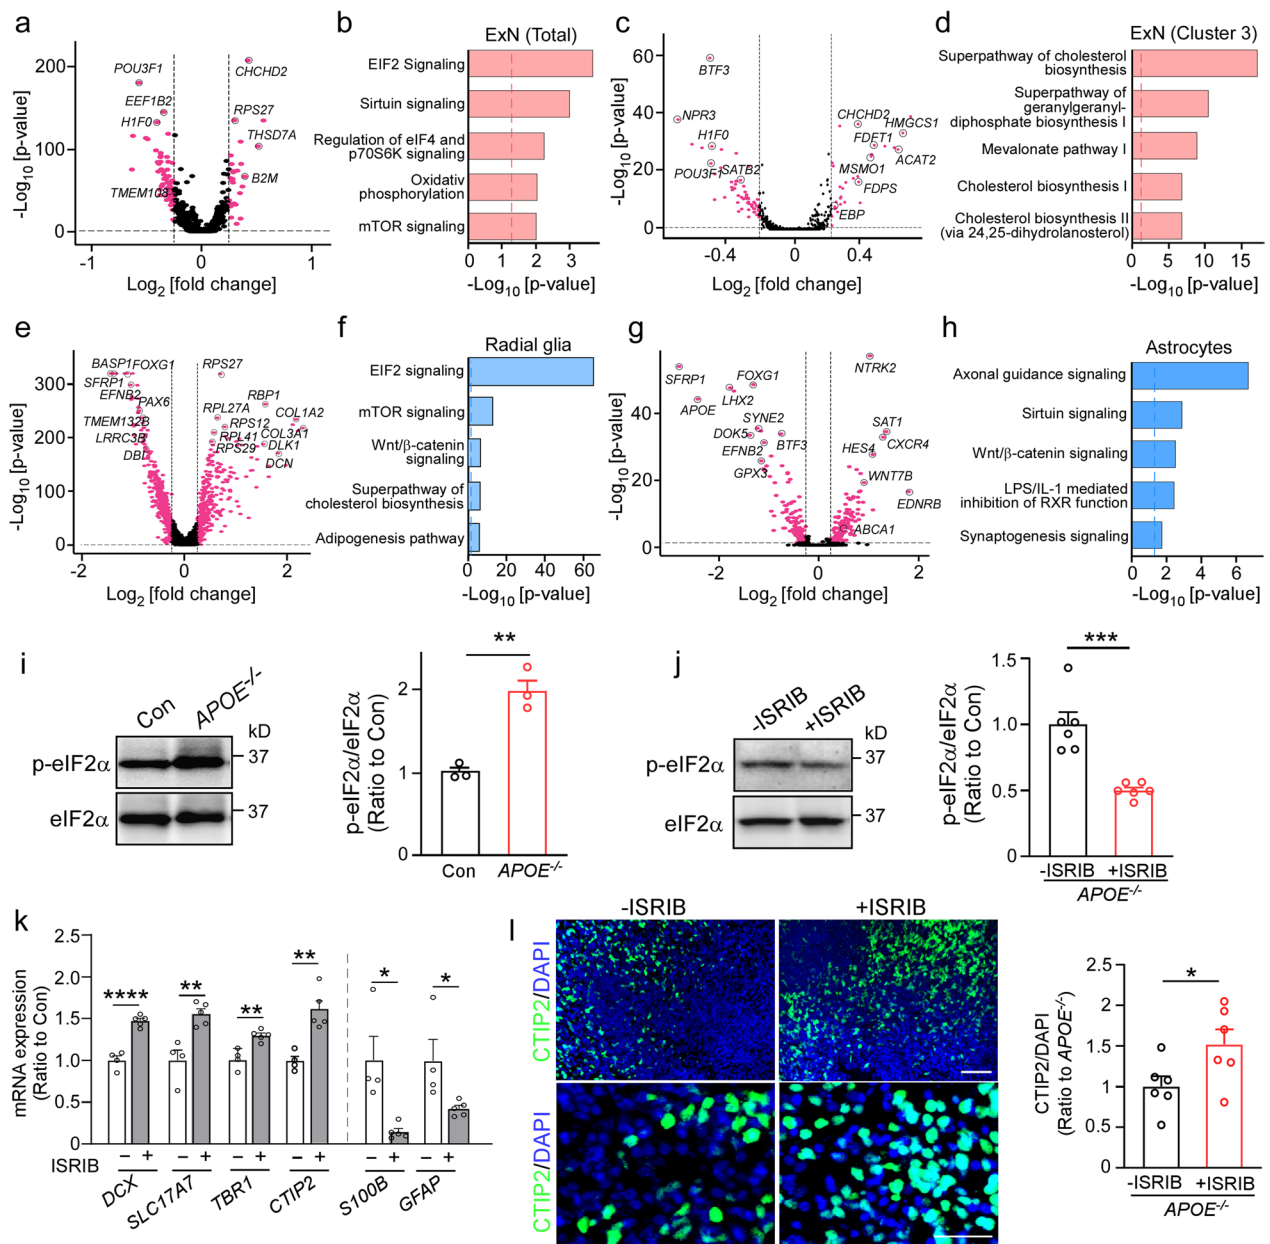 a
-Log10 [p-value]
200
100
0
POU3F1
CHCHD2
EEF1B2
H1F0
RPS27
THSD7A
TMEM108
B2M
-1
0
1
Log2 [fold change]
b
ExN (Total)
EIF2 Signaling
Sirtuin signaling
Regulation of eIF4 and
p70S6K signaling
Oxidativ
phosphorylation
mTOR signaling
0 1 2 3
-Log10 [p-value]
c
-Log10 [p-value]
60
40
20
0
BTF3
NPR3
H1F0
CHCHD2
HMGCS1
FDFT1
POU3F1
SATB2
MSMO1
ACAT2
FDPS
EBP
-0.4
0
0.4
Log2 [fold change]
d
ExN (Cluster 3)
Superpathway of cholesterol
biosynthesis
Superpathway of
geranylgeranyl-
diphosphate biosynthesis I
Mevalonate pathway I
Cholesterol biosynthesis I
Cholesterol biosynthesis II
(via 24,25-dihydrolanosterol)
0 5 10 15
-Log10 [p-value]
e
-Log10 [p-value]
300
200
100
0
BASP1
FOXG1
RPS27
SFRP1
EFNB2
PAX6
RBP1
TMEM132B
RPL27A
COL1A2
RPS12
LRRC3B
RPL41
COL3A1
DBI
RPS29
DLK1
DCN
-2
0
2
Log2 [fold change]
f
Radial glia
EIF2 signaling
mTOR signaling
Wnt/β-catenin
signaling
Superpathway of
cholesterol biosynthesis
Adipogenesis pathway
0 20 40 60
-Log10 [p-value]
g
-Log10 [p-value]
40
20
0
SFRP1
FOXG1
NTRK2
APOE
LHX2
SYNE2
SAT1
DOK5
BTF3
HES4
CXCR4
EFNB2
GPX3
WNT7B
EDNRB
ABCA1
-2
0
2
Log2 [fold change]
h
Astrocytes
Axonal guidance signaling
Sirtuin signaling
Wnt/β-catenin signaling
LPS/IL-1 mediated
inhibition of RXR function
Synaptogenesis signaling
0 2 4 6
-Log10 [p-value]
i
Con
APOE-/-
kD
p-eIF2α
37
eIF2α
37
p-eIF2α/eIF2α
(Ratio to Con)
2
1
0
**
Con
APOE-/-
j
-ISRIB
+ISRIB
kD
p-eIF2α
37
eIF2α
37
p-eIF2α/eIF2α
(Ratio to Con)
1.5
1.0
0.5
0
***
-ISRIB +ISRIB
APOE-/-
k
mRNA expression
(Ratio to Con)
2.5
2.0
1.5
1.0
0.5
0
****
**
**
**
*
*
ISRIB – + – + – + – + – + – +
DCX
SLC17A7
TBR1
CTIP2
S100B
GFAP
l
-ISRIB
+ISRIB
CTIP2/DAPI
CTIP2/DAPI
CTIP2/DAPI
(Ratio to APOE-/-)
2.5
2.0
1.5
1
0.5
0
*
-ISRIB +ISRIB
APOE-/-